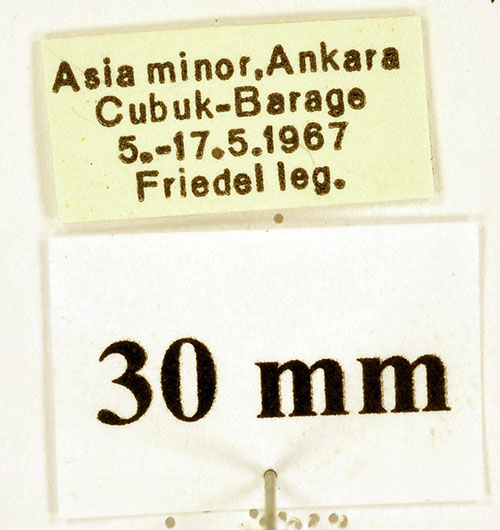 Asia minor,Ankara
Cubuk-Barage
5.-17.5.1967
Friedel leg.
30 mm